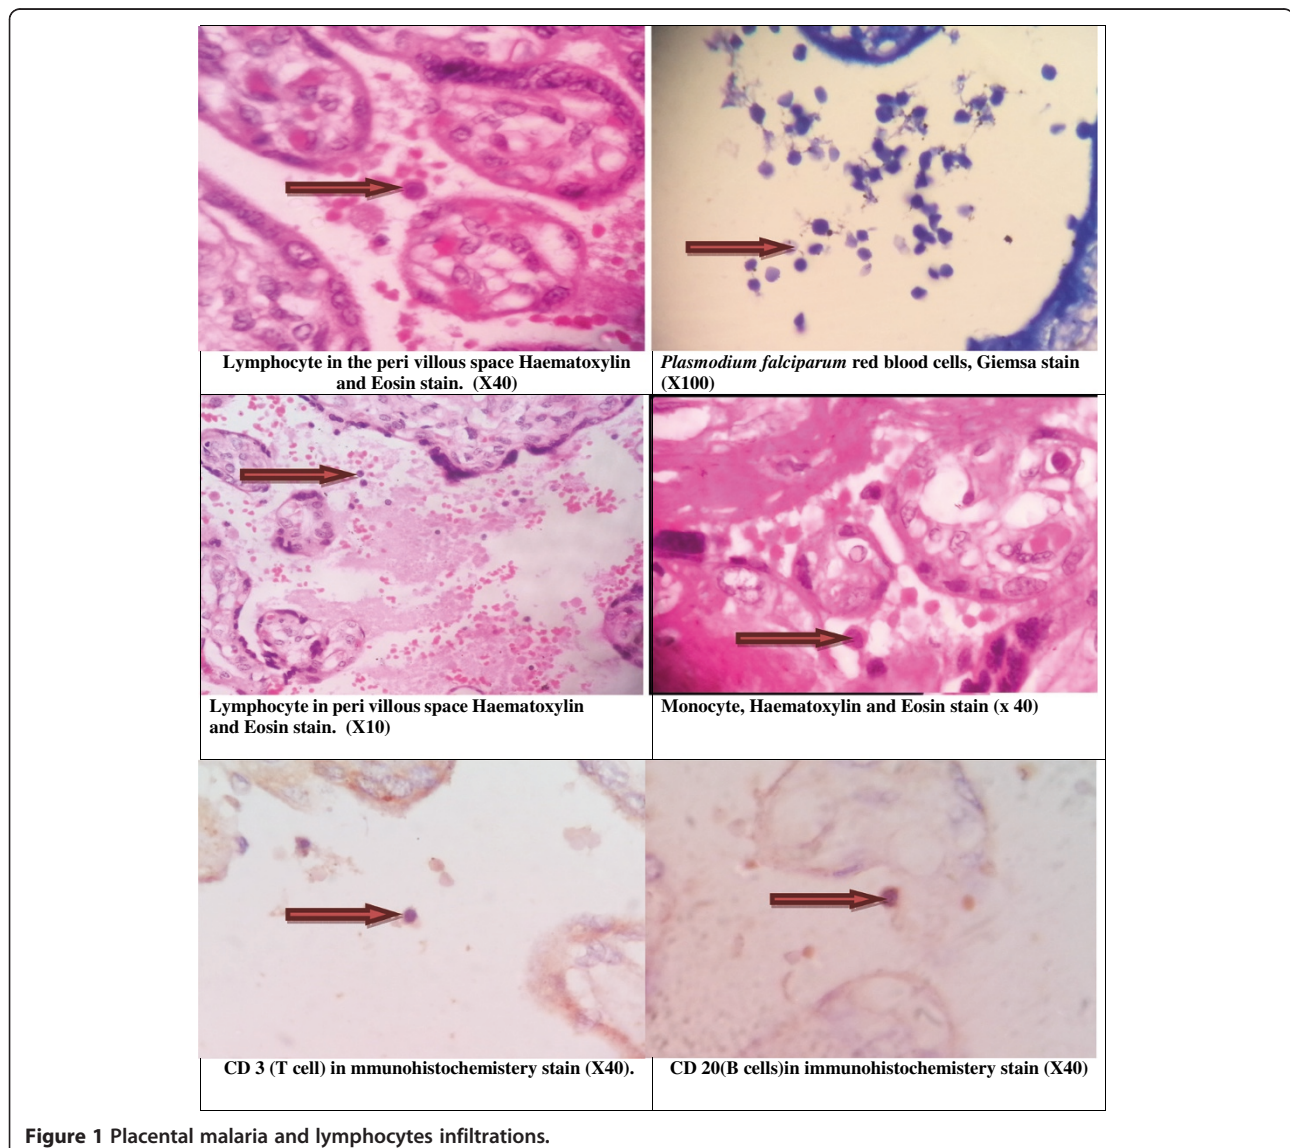 Lymphocyte in the peri villous space Haematoxylin
and Eosin stain. (X40)
Plasmodium falciparum red blood cells, Giemsa stain
(X100)
Lymphocyte in peri villous space Haematoxylin
and Eosin stain. (X10)
Monocyte, Haematoxylin and Eosin stain (x 40)
CD 3 (T cell) in mmunohistochemistery stain (X40).
CD 20(B cells)in immunohistochemistery stain (X40)
Figure 1 Placental malaria and lymphocytes infiltrations.